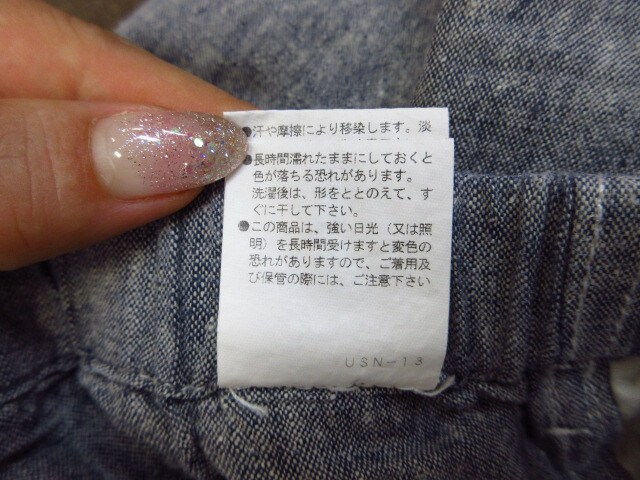 ●汗や摩擦により移染します。淡
●長時間濡れたままにしておくと
色が落ちる恐れがあります。
洗濯後は、形をととのえて、す
ぐに干して下さい。
●この商品は、強い日光（又は照
明）を長時間受けますと変色の
恐れがありますので、ご着用及
び保管の際には、ご注意下さい
USN-13